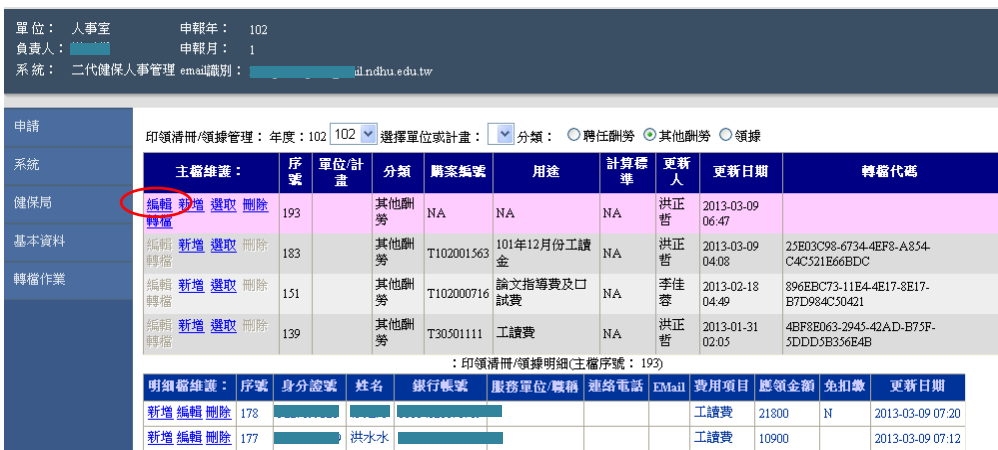 單位： 人事室 申報年： 102
負責人： 申報月： 1
系統： 二代健保人事管理 email識別： il.ndhu.edu.tw
申請
系統
健保局
基本資料
轉檔作業
印領清冊/領據管理： 年度：102 102 選擇單位或計畫： 分類： 聘任酬勞 其他酬勞 領據
主檔維護： 序號 單位/計畫 分類 購案編號 用途 計算標準 更新人 更新日期 轉檔代碼
編輯 新增 選取 刪除 轉檔 193 其他酬勞 NA NA NA 洪正哲 2013-03-09 06:47
編輯 新增 選取 刪除 轉檔 183 其他酬勞 T102001563 101年12月份工讀金 NA 洪正哲 2013-03-09 04:08 25E03C98-6734-4EF8-A854-C4C521E66BDC
編輯 新增 選取 刪除 轉檔 151 其他酬勞 T102000716 論文指導費及口試費 NA 李佳蓉 2013-02-18 04:49 896EBC73-11E4-4E17-8E17-B7D984C50421
編輯 新增 選取 刪除 轉檔 139 其他酬勞 T30501111 工讀費 NA 洪正哲 2013-01-31 02:05 4BF8E063-2945-42AD-B75F-5DDD5B356E4B
：印領清冊/領據明細(主檔序號： 193)
明細檔維護： 序號 身分證號 姓名 銀行帳號 服務單位/職稱 連絡電話 EMail 費用項目 應領金額 免扣繳 更新日期
新增 編輯 刪除 178 工讀費 21800 N 2013-03-09 07:20
新增 編輯 刪除 177 洪水水 工讀費 10900 2013-03-09 07:12